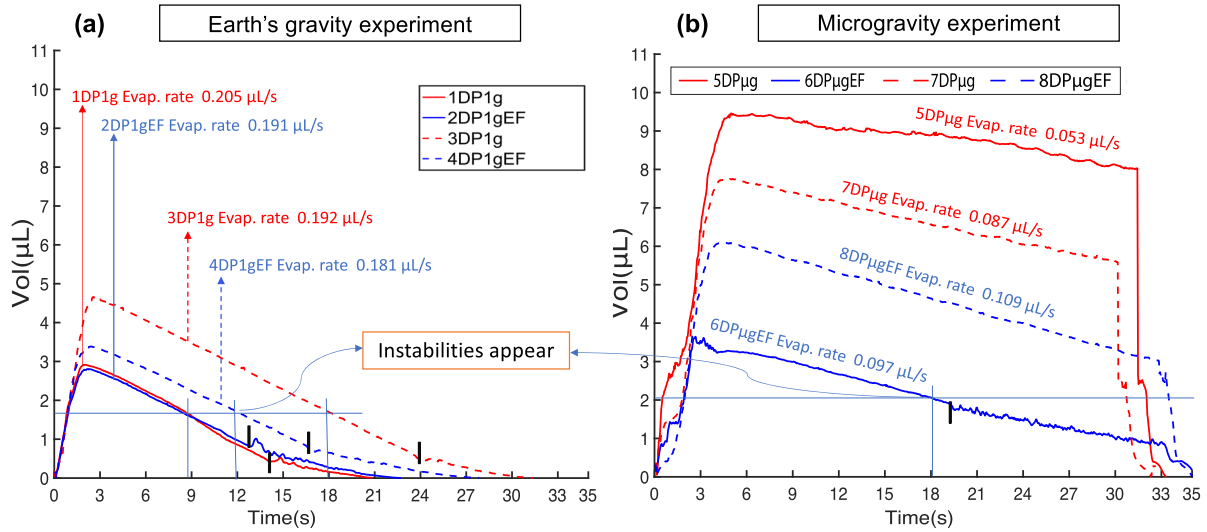 (a)
Earth's gravity experiment
11
10
9
8
7
6
5
4
3
2
1
0
Vol(µL)
1DP1g Evap. rate 0.205 µL/s
2DP1gEF Evap. rate 0.191 µL/s
3DP1g Evap. rate 0.192 µL/s
4DP1gEF Evap. rate 0.181 µL/s
1DP1g
2DP1gEF
3DP1g
4DP1gEF
Instabilities appear
0 3 6 9 12 15 18 21 24 27 30 33 35
Time(s)
(b)
Microgravity experiment
11
10
9
8
7
6
5
4
3
2
1
0
Vol(µL)
5DPµg 6DPµgEF 7DPµg 8DPµgEF
5DPµg Evap. rate 0.053 µL/s
7DPµg Evap. rate 0.087 µL/s
8DPµgEF Evap. rate 0.109 µL/s
6DPµgEF Evap. rate 0.097 µL/s
0 3 6 9 12 15 18 21 24 27 30 33 35
Time(s)